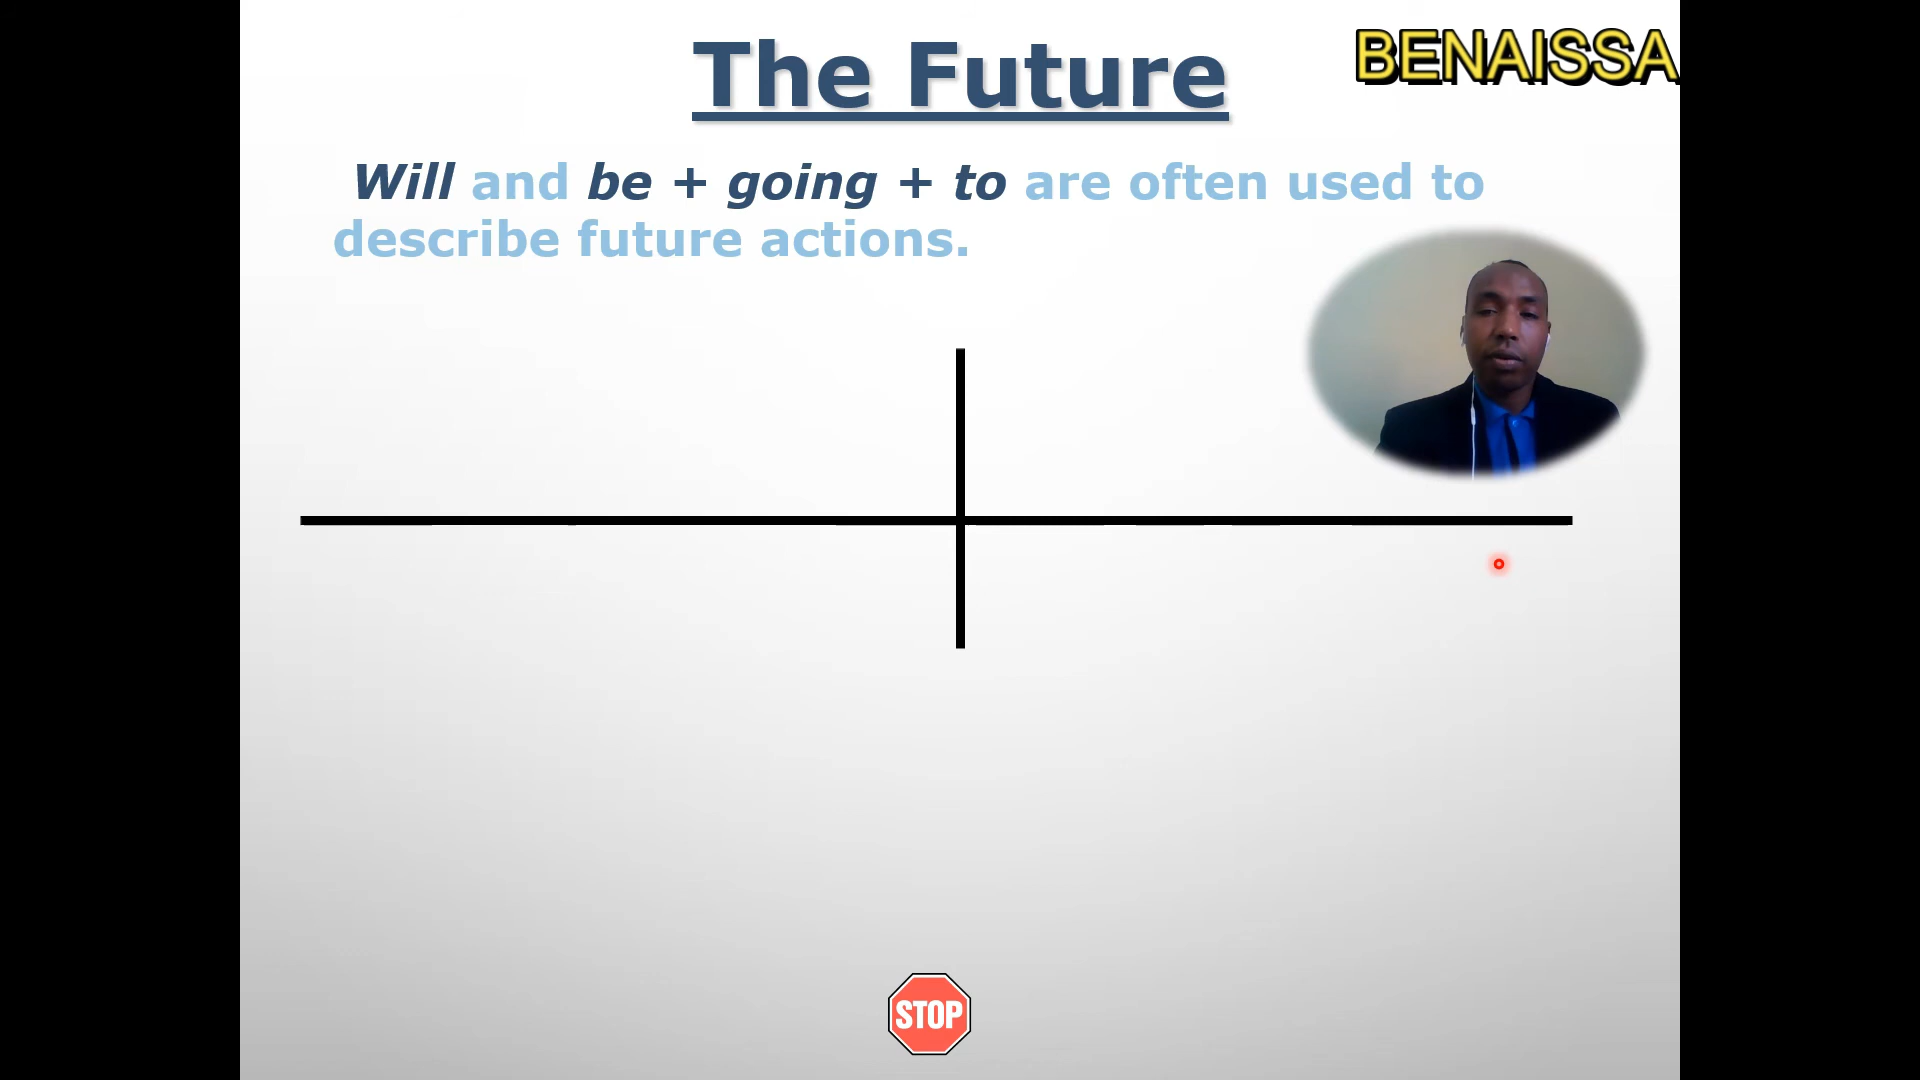 The Future
BENAISSA
Will and be + going + to are often used to
describe future actions.
STOP